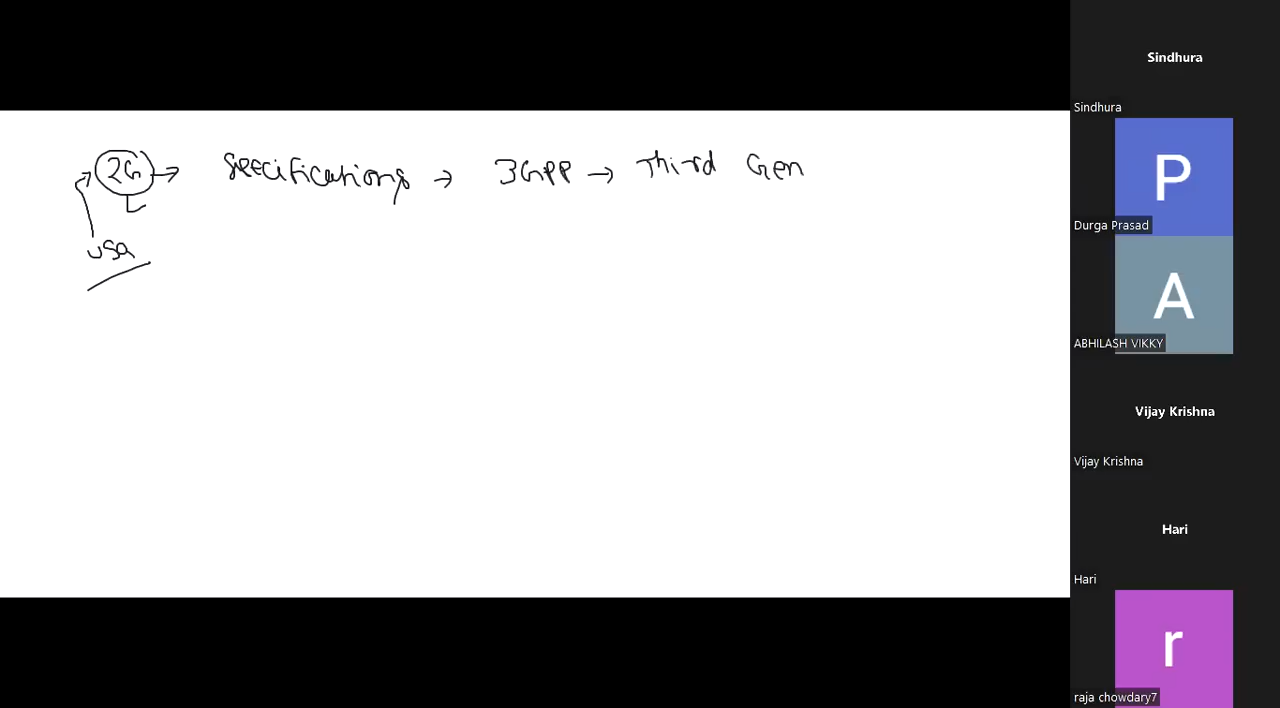 2G → Specifications → 3GPP → Third Gen
USA
Sindhura
Sindhura
P
Durga Prasad
A
ABHILASH VIKKY
Vijay Krishna
Vijay Krishna
Hari
Hari
r
raja chowdary7